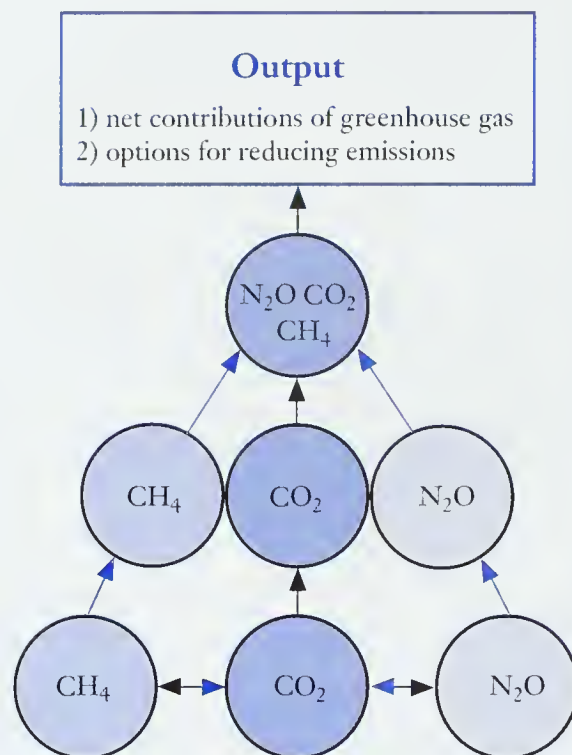 Output
1) net contributions of greenhouse gas
2) options for reducing emissions
N₂O CO₂
CH₄
CH₄ CO₂ N₂O
CH₄ CO₂ N₂O